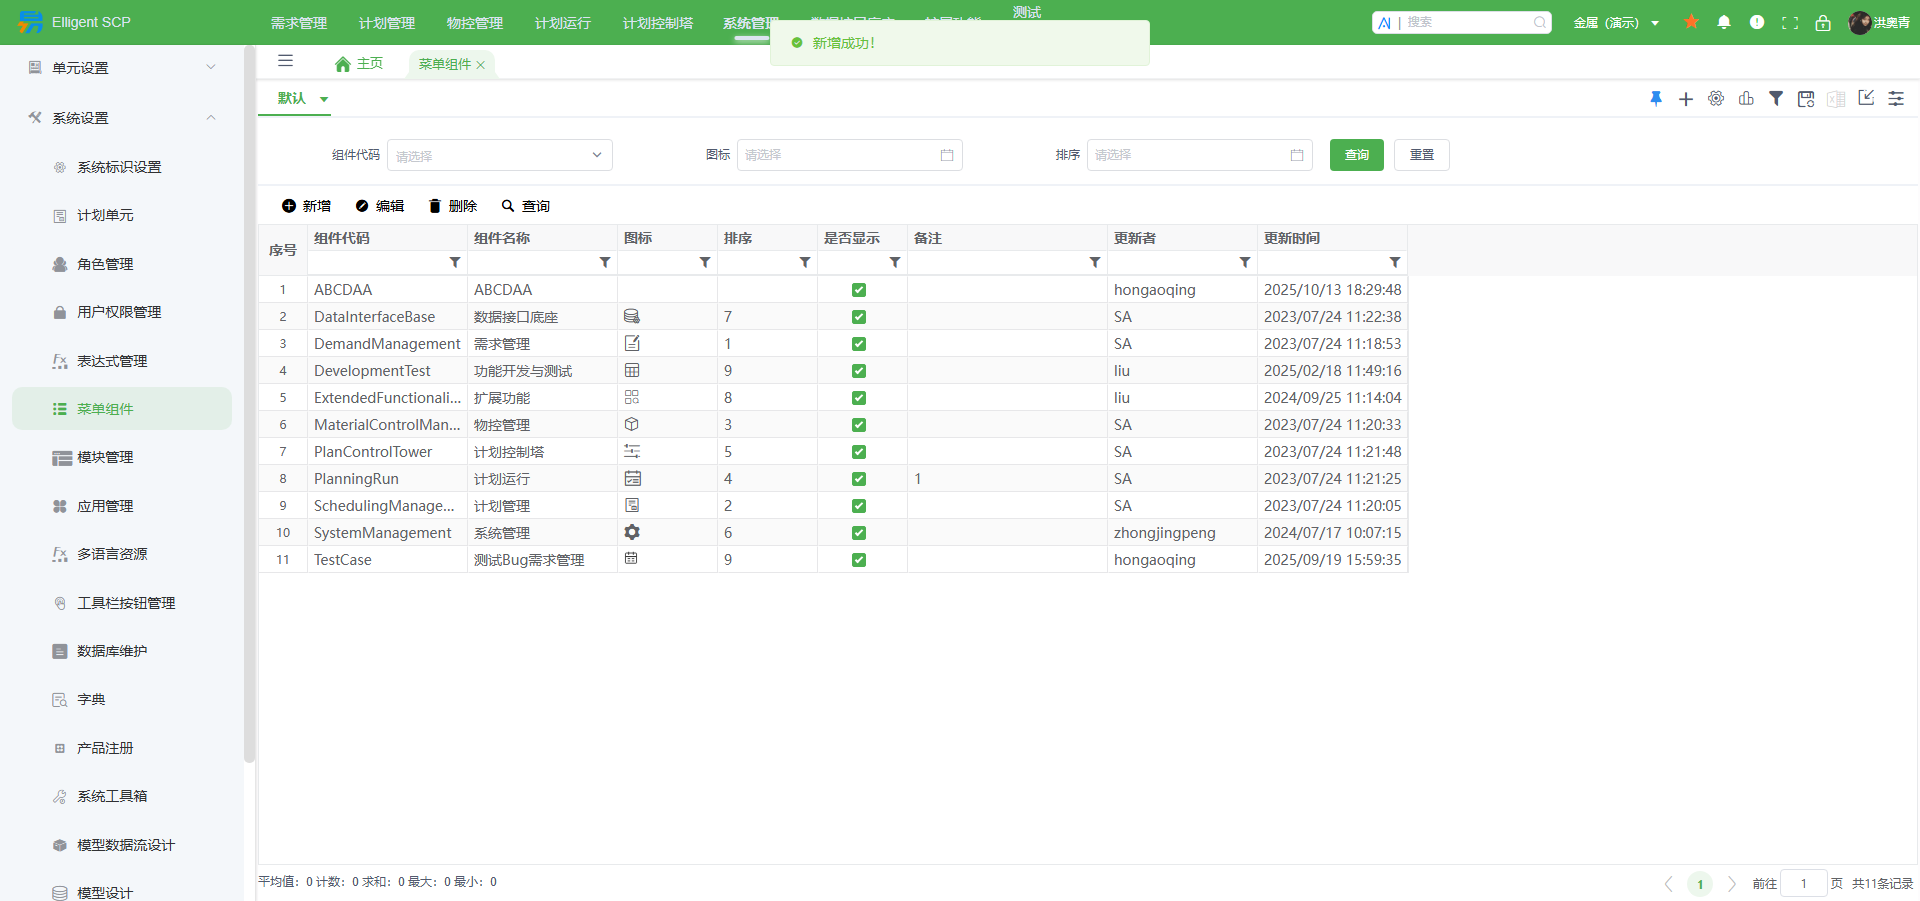 Elligent SCP
需求管理
计划管理
物控管理
计划运行
计划控制塔
系统管理
测试
搜索
金属（演示）
洪奥青
新增成功！
单元设置
系统设置
系统标识设置
计划单元
角色管理
用户权限管理
表达式管理
菜单组件
模块管理
应用管理
多语言资源
工具栏按钮管理
数据库维护
字典
产品注册
系统工具箱
模型数据流设计
模型设计
主页
菜单组件
默认
组件代码 请选择
图标 请选择
排序 请选择
查询
重置
新增 编辑 删除 查询
序号 组件代码 组件名称 图标 排序 是否显示 备注 更新者 更新时间
1 ABCDAA ABCDAA hongaoqing 2025/10/13 18:29:48
2 DataInterfaceBase 数据接口底座 7 SA 2023/07/24 11:22:38
3 DemandManagement 需求管理 1 SA 2023/07/24 11:18:53
4 DevelopmentTest 功能开发与测试 9 liu 2025/02/18 11:49:16
5 ExtendedFunctionali... 扩展功能 8 liu 2024/09/25 11:14:04
6 MaterialControlMan... 物控管理 3 SA 2023/07/24 11:20:33
7 PlanControlTower 计划控制塔 5 SA 2023/07/24 11:21:48
8 PlanningRun 计划运行 4 1 SA 2023/07/24 11:21:25
9 SchedulingManage... 计划管理 2 SA 2023/07/24 11:20:05
10 SystemManagement 系统管理 6 zhongjingpeng 2024/07/17 10:07:15
11 TestCase 测试Bug需求管理 9 hongaoqing 2025/09/19 15:59:35
平均值：0 计数：0 求和：0 最大：0 最小：0
1 前往 1 页 共11条记录